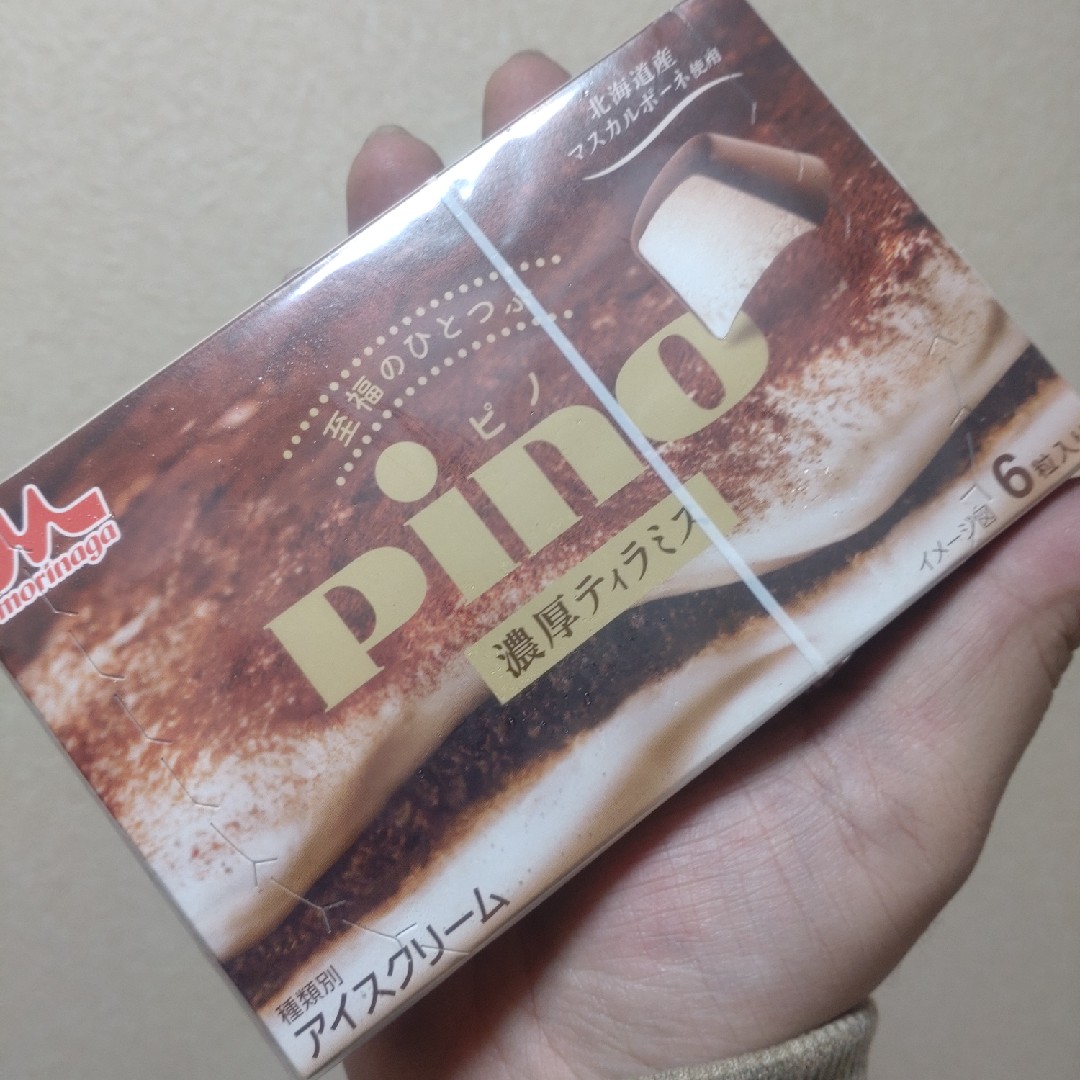 北海道産
マスカルポーネ使用
至福のひとつぶ
ピノ
pino
濃厚ティラミス
morinaga
6粒入り
イメージ図
種類別
アイスクリーム